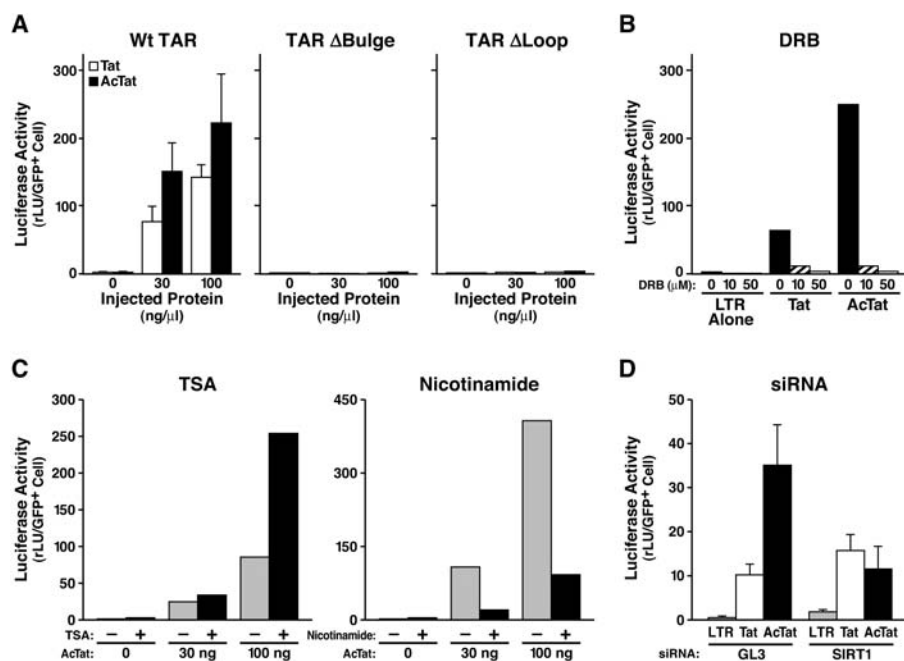 A
Wt TAR
TAR ΔBulge
TAR ΔLoop
Tat
AcTat
Luciferase Activity
(rLU/GFP+ Cell)
300
200
100
0
0 30 100
0 30 100
0 30 100
Injected Protein
(ng/μl)
Injected Protein
(ng/μl)
Injected Protein
(ng/μl)
B
DRB
Luciferase Activity
(rLU/GFP+ Cell)
300
200
100
0
DRB (μM): 0 10 50 0 10 50 0 10 50
LTR Alone
Tat
AcTat
C
TSA
Luciferase Activity
(rLU/GFP+ Cell)
300
250
200
150
100
50
0
TSA: – + – + – +
AcTat: 0 30 ng 100 ng
Nicotinamide
450
300
150
0
Nicotinamide: – + – + – +
AcTat: 0 30 ng 100 ng
D
siRNA
Luciferase Activity
(rLU/GFP+ Cell)
50
40
30
20
10
0
LTR Tat AcTat LTR Tat AcTat
siRNA: GL3 SIRT1